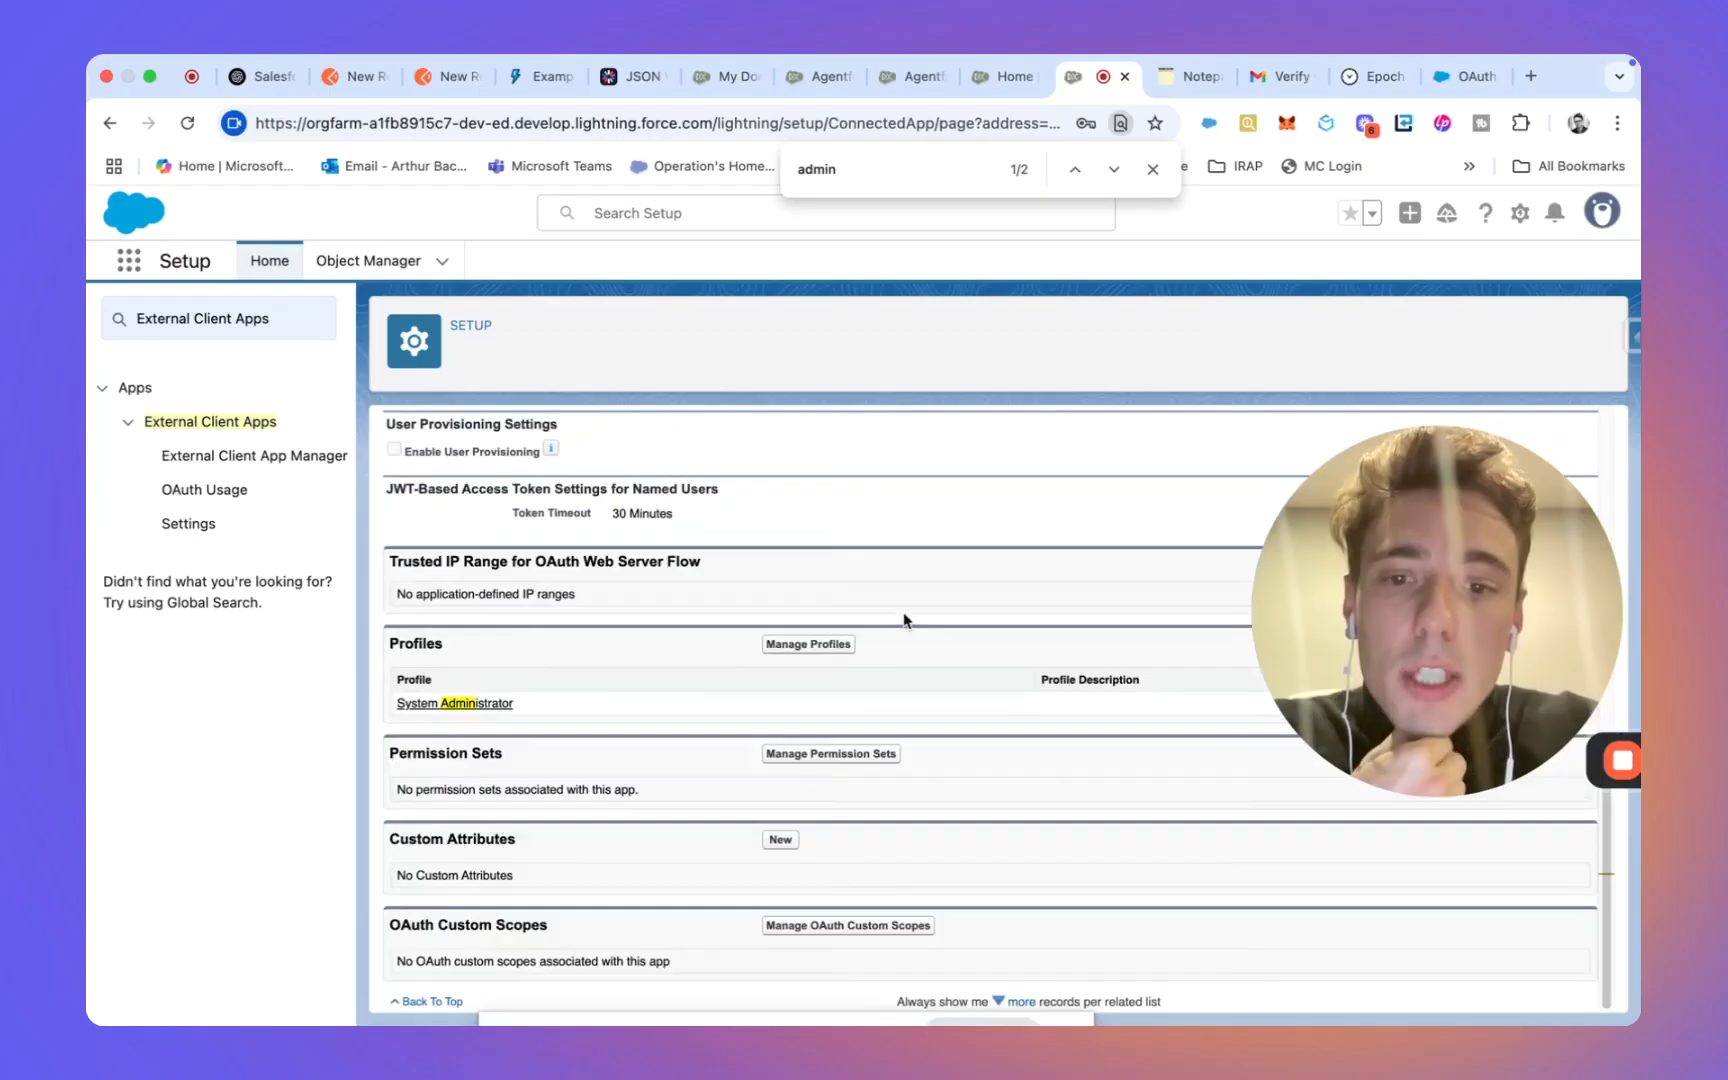 Salesfo
New R
New R
Examp
JSON
My Do
Agentf
Agentf
Home
Notep
Verify
Epoch
OAuth
https://orgfarm-a1fb8915c7-dev-ed.develop.lightning.force.com/lightning/setup/ConnectedApp/page?address=...
6
Home | Microsoft...
Email - Arthur Bac...
Microsoft Teams
Operation's Home...
admin
1/2
e
IRAP
MC Login
»
All Bookmarks
Search Setup
Setup
Home
Object Manager
External Client Apps
SETUP
Apps
External Client Apps
External Client App Manager
OAuth Usage
Settings
Didn't find what you're looking for?
Try using Global Search.
User Provisioning Settings
Enable User Provisioning
i
JWT-Based Access Token Settings for Named Users
Token Timeout 30 Minutes
Trusted IP Range for OAuth Web Server Flow
No application-defined IP ranges
Profiles
Manage Profiles
Profile
Profile Description
System Administrator
Permission Sets
Manage Permission Sets
No permission sets associated with this app.
Custom Attributes
New
No Custom Attributes
OAuth Custom Scopes
Manage OAuth Custom Scopes
No OAuth custom scopes associated with this app
Back To Top
Always show me more records per related list